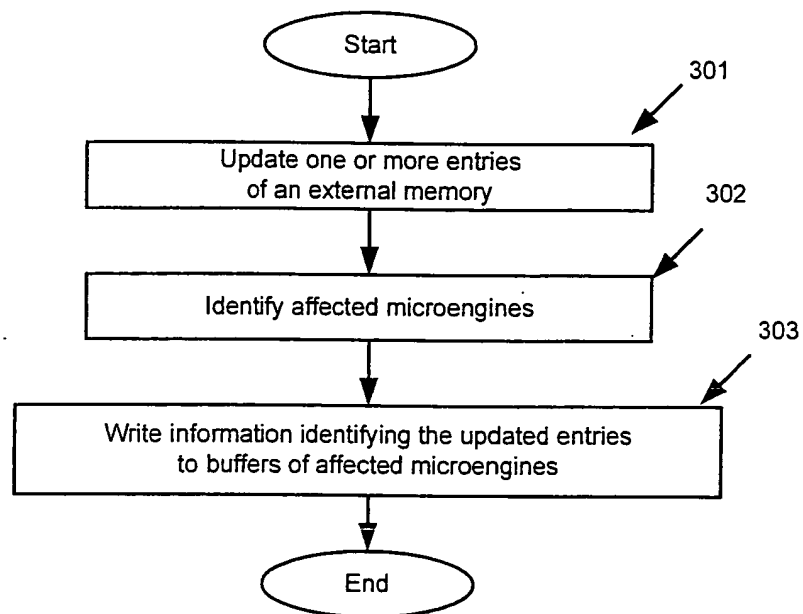 Start
301
Update one or more entries
of an external memory
302
Identify affected microengines
303
Write information identifying the updated entries
to buffers of affected microengines
End